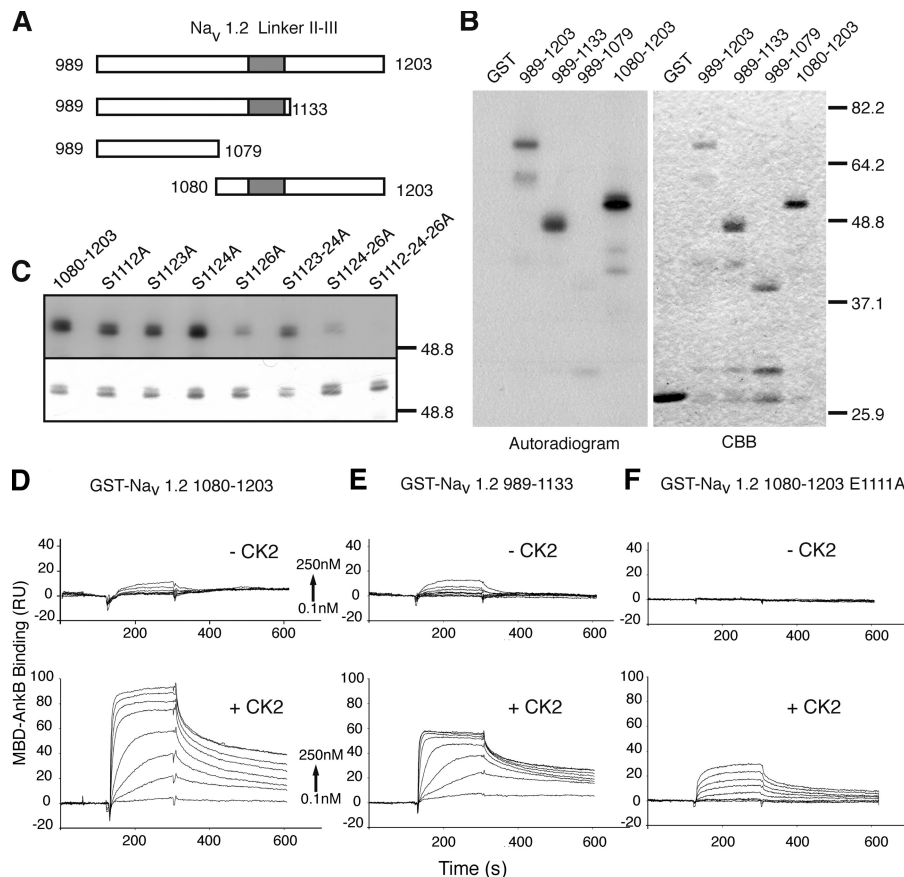 A
Nav 1.2 Linker II-III
989
1203
989
1133
989
1079
1080
1203
B
GST
989-1203
989-1133
989-1079
1080-1203
GST
989-1203
989-1133
989-1079
1080-1203
82.2
64.2
48.8
37.1
25.9
Autoradiogram
CBB
C
1080-1203
S1112A
S1123A
S1124A
S1126A
S1123-24A
S1124-26A
S1112-24-26A
48.8
48.8
D
GST-Nav 1.2 1080-1203
- CK2
40
20
0
-20
200
400
600
250nM
0.1nM
+ CK2
100
80
60
40
20
0
-20
200
400
600
250nM
0.1nM
MBD-AnkB Binding (RU)
E
GST-Nav 1.2 989-1133
- CK2
40
20
0
-20
200
400
600
+ CK2
100
80
60
40
20
0
-20
200
400
600
Time (s)
F
GST-Nav 1.2 1080-1203 E1111A
- CK2
40
20
0
-20
200
400
600
+ CK2
100
80
60
40
20
0
-20
200
400
600